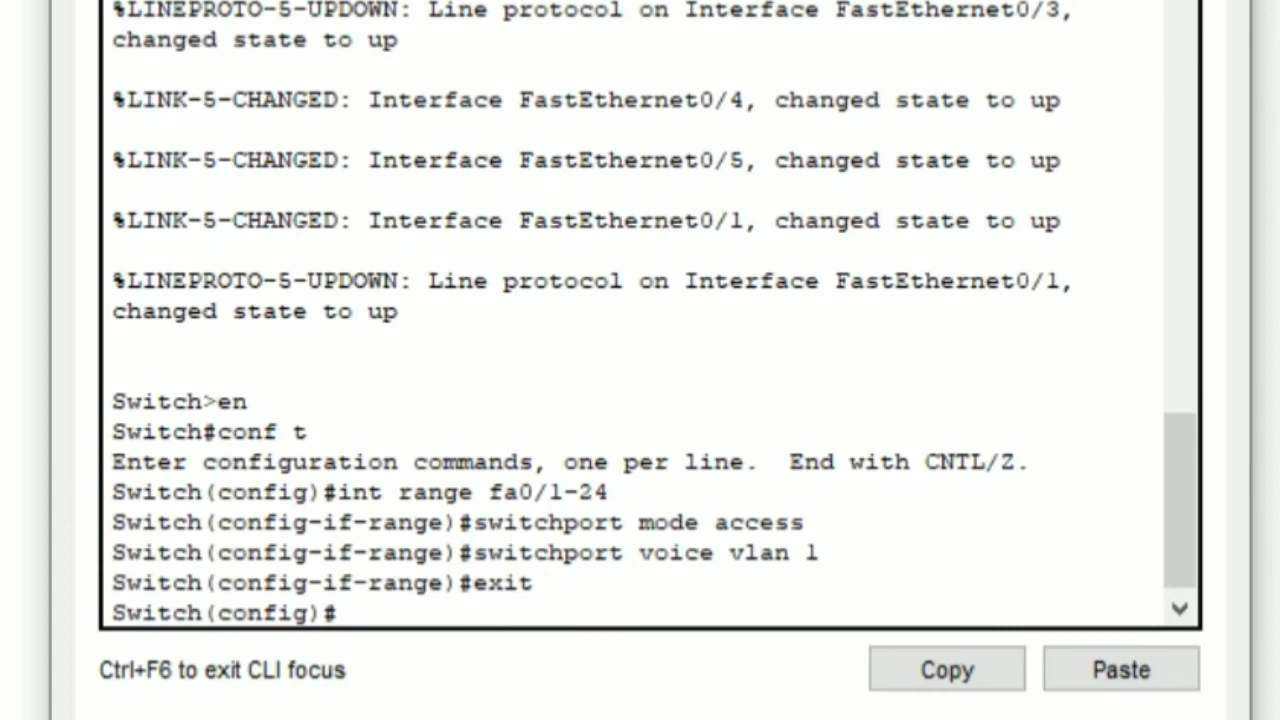 %LINEPROTO-5-UPDOWN: Line protocol on Interface FastEthernet0/3,
changed state to up
%LINK-5-CHANGED: Interface FastEthernet0/4, changed state to up
%LINK-5-CHANGED: Interface FastEthernet0/5, changed state to up
%LINK-5-CHANGED: Interface FastEthernet0/1, changed state to up
%LINEPROTO-5-UPDOWN: Line protocol on Interface FastEthernet0/1,
changed state to up
Switch>en
Switch#conf t
Enter configuration commands, one per line.  End with CNTL/Z.
Switch(config)#int range fa0/1-24
Switch(config-if-range)#switchport mode access
Switch(config-if-range)#switchport voice vlan 1
Switch(config-if-range)#exit
Switch(config)#
Ctrl+F6 to exit CLI focus
Copy
Paste